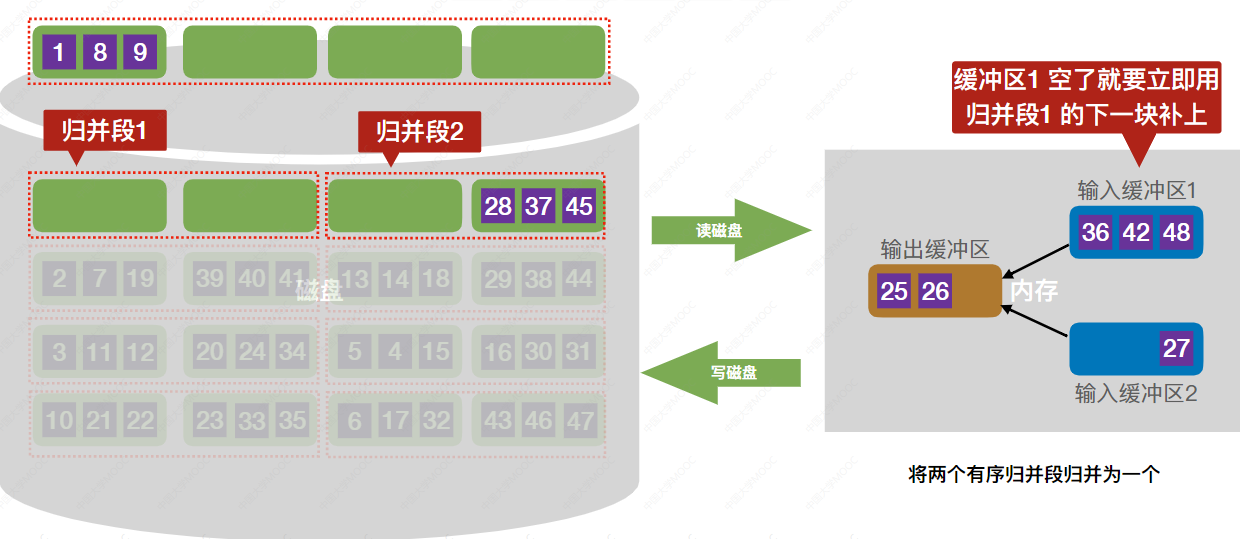 1 8 9
缓冲区1 空了就要立即用
归并段1 的下一块补上
归并段1
归并段2
28 37 45
读磁盘
输入缓冲区1
36 42 48
输出缓冲区
25 26
内存
27
输入缓冲区2
写磁盘
2 7 19 39 40 41 13 14 18 29 38 44
磁盘
3 11 12 20 24 34 5 4 15 16 30 31
10 21 22 23 33 35 6 17 32 43 46 47
将两个有序归并段归并为一个